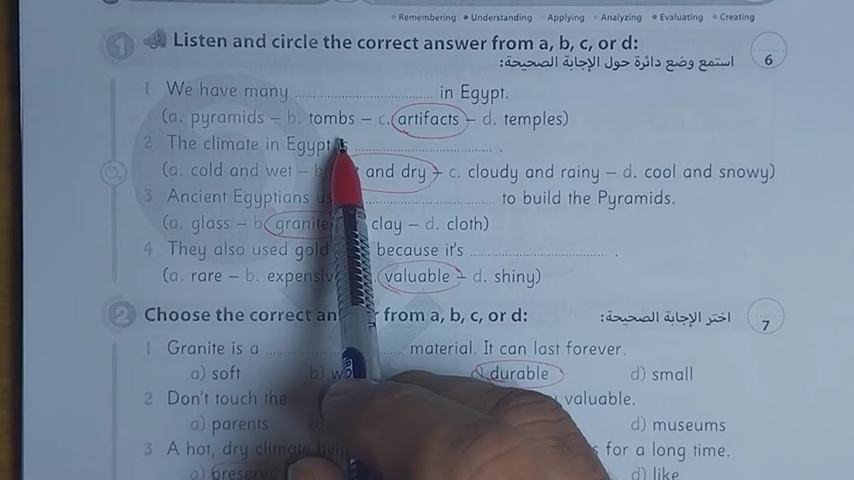 Remembering Understanding Applying Analyzing Evaluating Creating
1 Listen and circle the correct answer from a, b, c, or d: 6
استمع وضع دائرة حول الإجابة الصحيحة:
1 We have many ........................ in Egypt.
(a. pyramids – b. tombs – c. artifacts – d. temples)
2 The climate in Egypt ........................ .
(a. cold and wet – and dry – c. cloudy and rainy – d. cool and snowy)
3 Ancient Egyptians ........................ to build the Pyramids.
(a. glass – b. granite clay – d. cloth)
4 They also used gold because it's ........................ .
(a. rare – b. valuable – d. shiny)
2 Choose the correct from a, b, c, or d: 7
اختر الإجابة الصحيحة:
1 Granite is a ........................ material. It can last forever.
a) soft b) durable d) small
2 Don't touch the valuable.
a) parents d) museums
3 A hot, dry climate for a long time.
a) preserve d) like